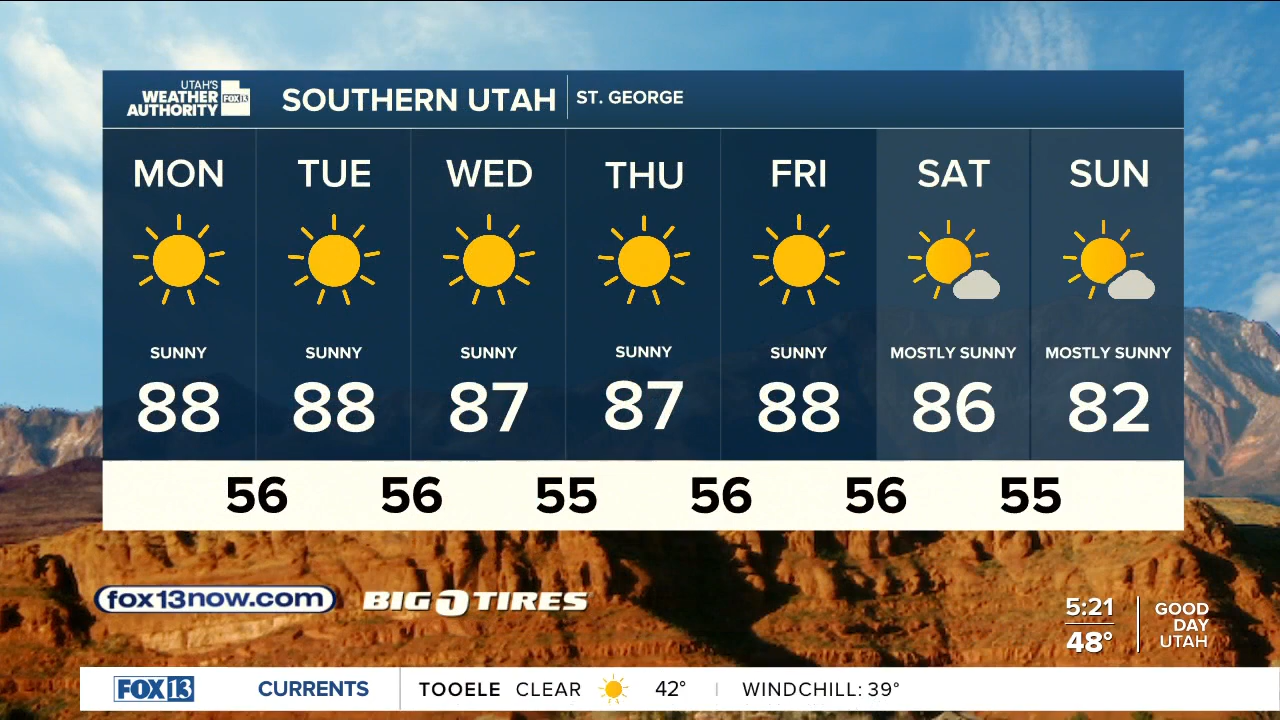 UTAH'S
WEATHER
AUTHORITY
FOX 13
SOUTHERN UTAH
ST. GEORGE
MON TUE WED THU FRI SAT SUN
SUNNY SUNNY SUNNY SUNNY SUNNY MOSTLY SUNNY MOSTLY SUNNY
88 88 87 87 88 86 82
56 56 55 56 56 55
fox13now.com
BIG O TIRES
5:21
48°
GOOD
DAY
UTAH
FOX 13 CURRENTS TOOELE CLEAR 42° WINDCHILL: 39°